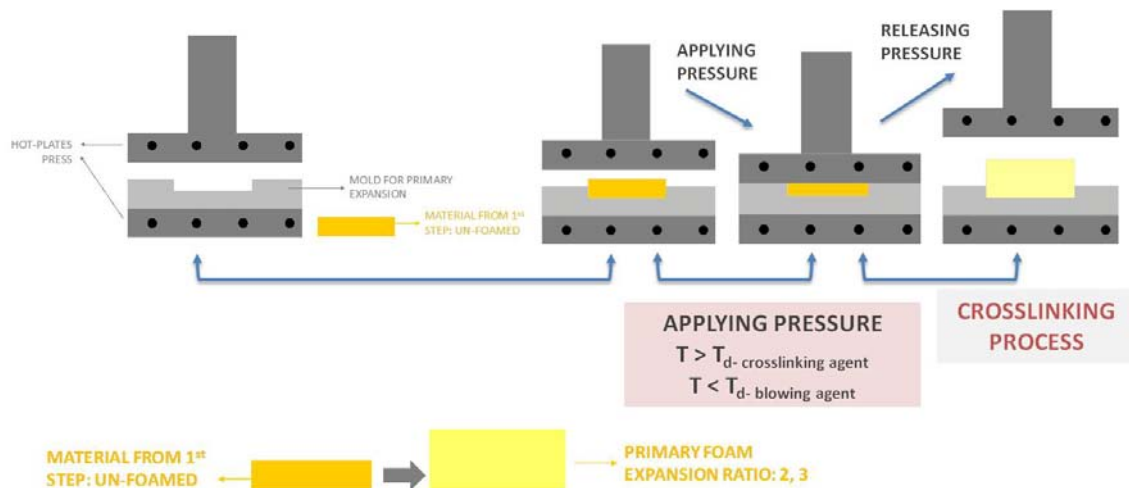 HOT-PLATES
PRESS
MOLD FOR PRIMARY
EXPANSION
MATERIAL FROM 1st
STEP: UN-FOAMED
APPLYING
PRESSURE
RELEASING
PRESSURE
APPLYING PRESSURE
T > Td- crosslinking agent
T < Td- blowing agent
CROSSLINKING
PROCESS
MATERIAL FROM 1st
STEP: UN-FOAMED
PRIMARY FOAM
EXPANSION RATIO: 2, 3